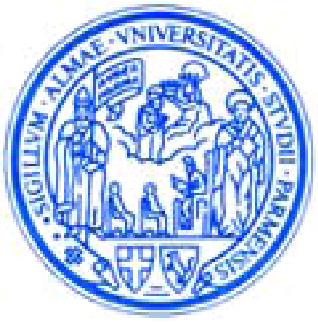 · SIGILLVM · ALMAE · VNIVERSITATIS · STVDII · PARMENSIS ·